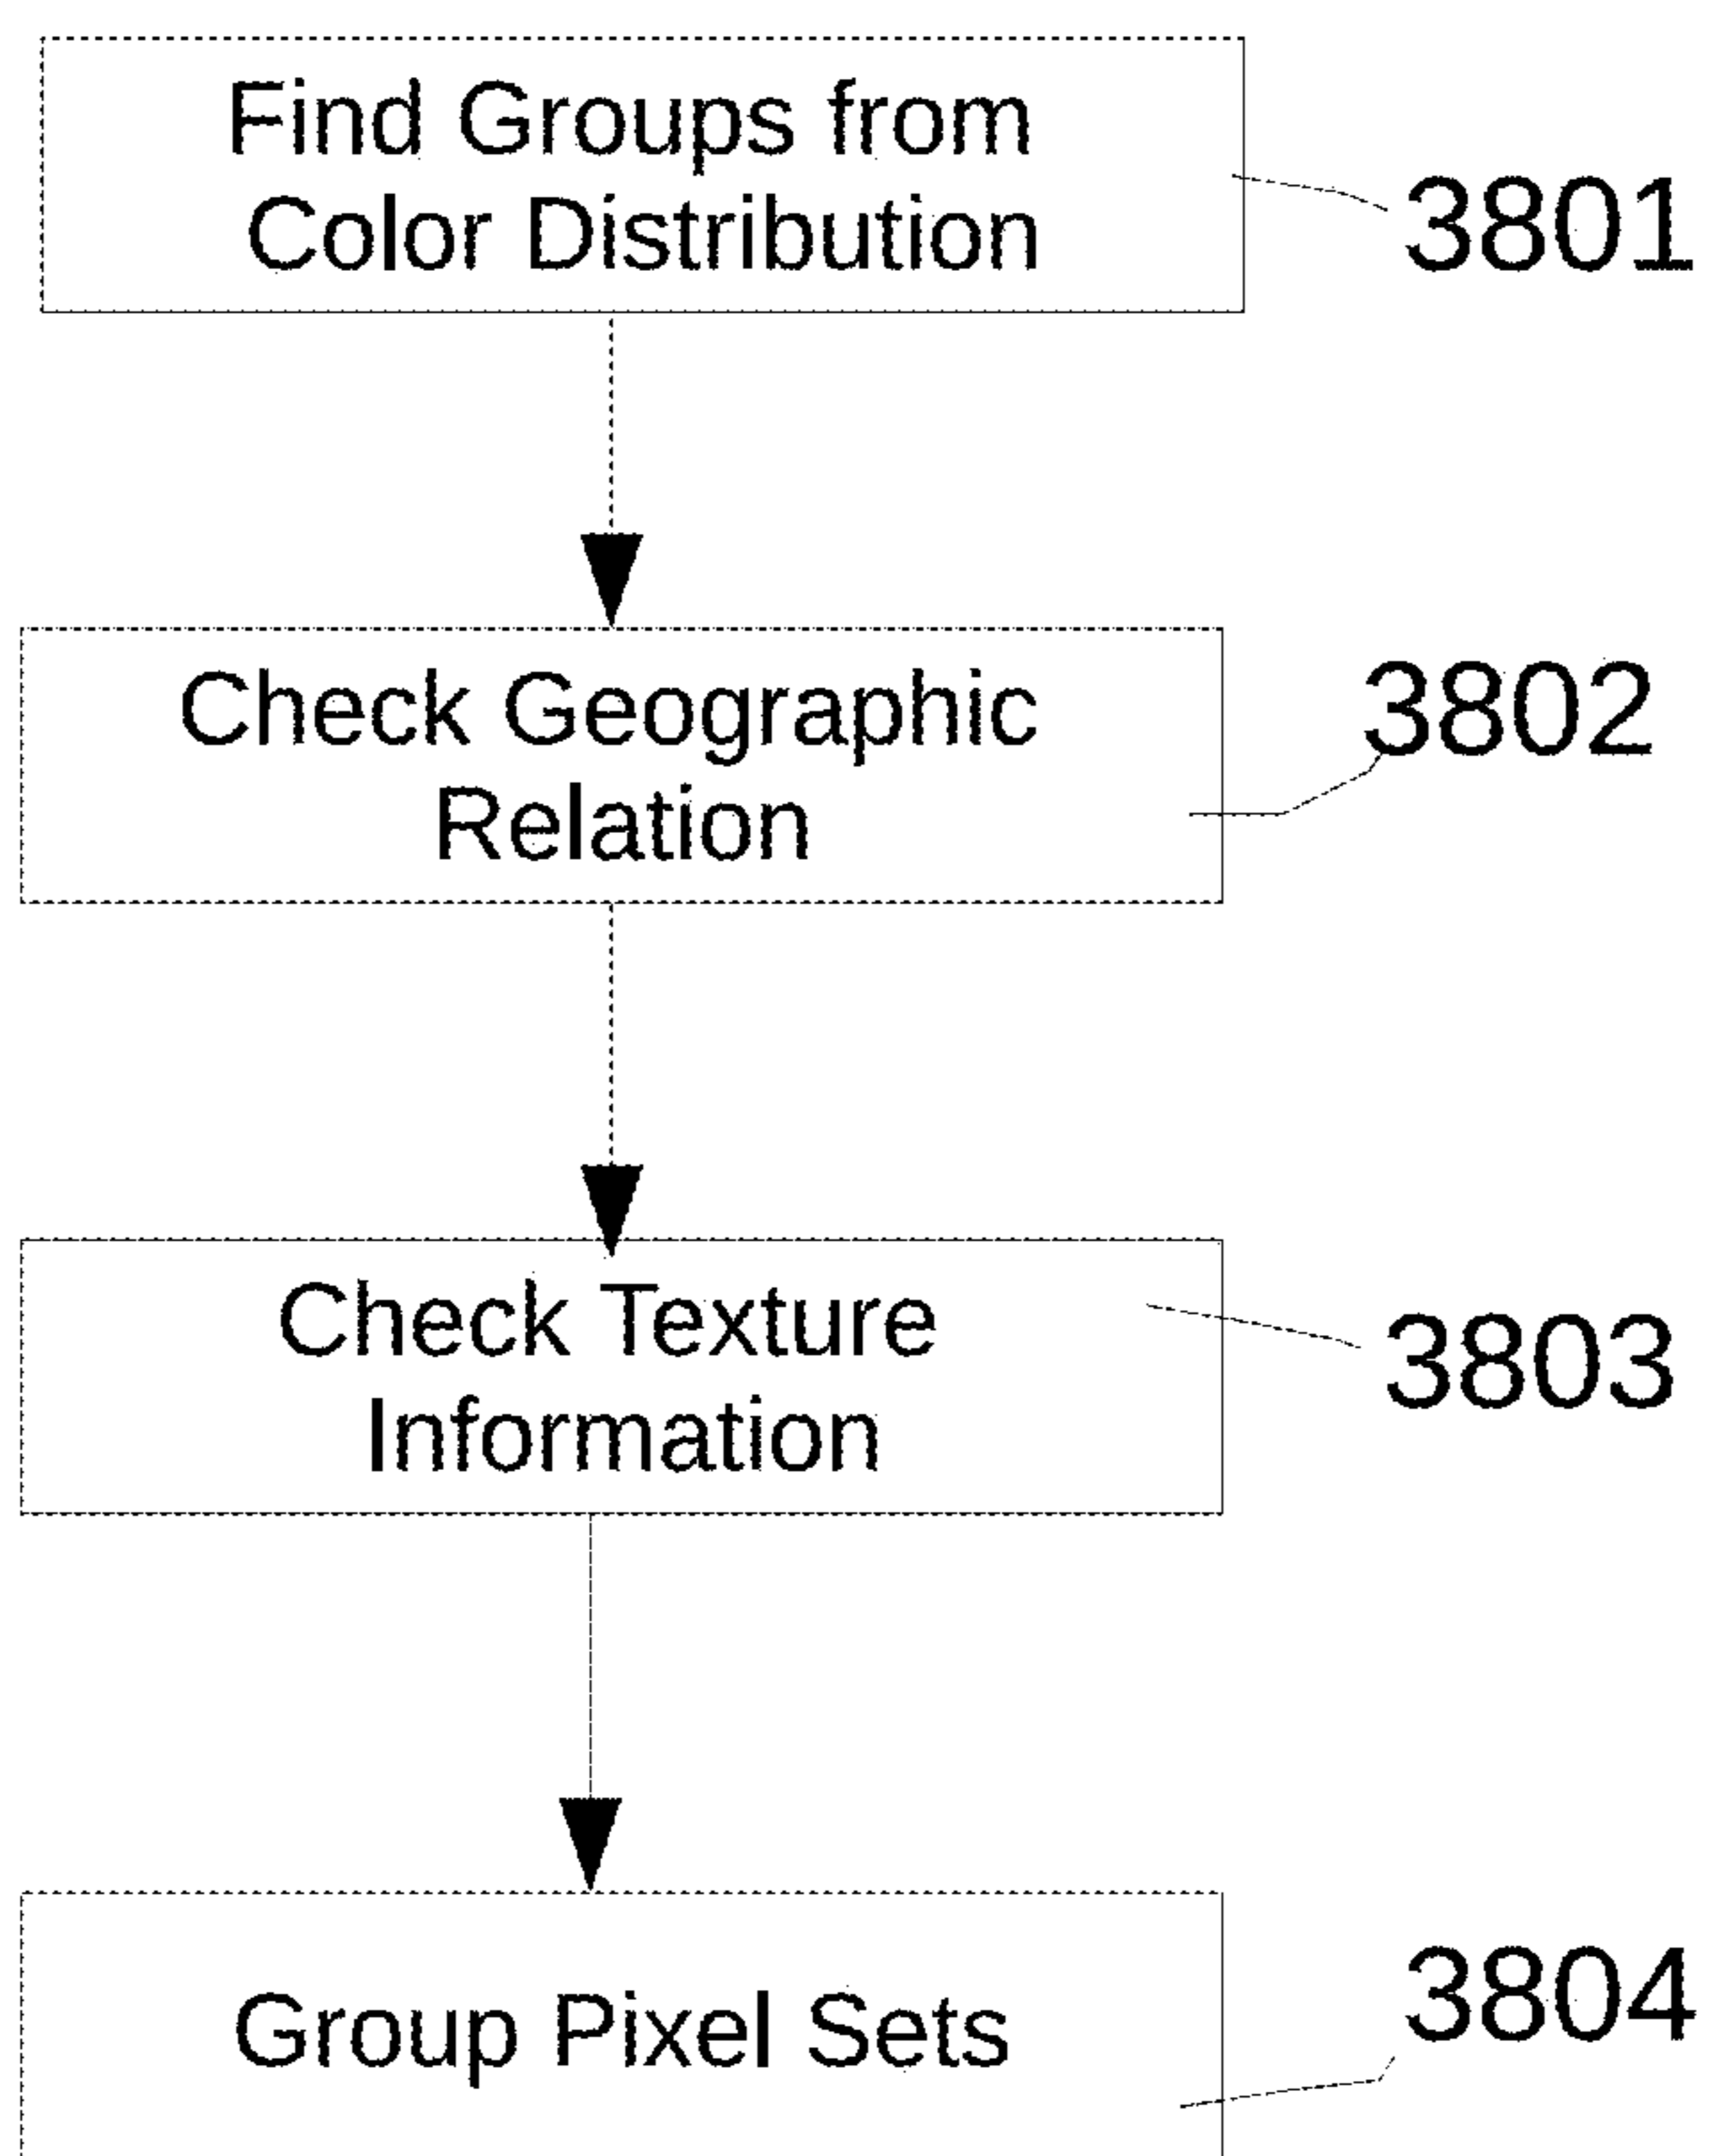 Find Groups from
Color Distribution
3801
Check Geographic
Relation
3802
Check Texture
Information
3803
Group Pixel Sets
3804